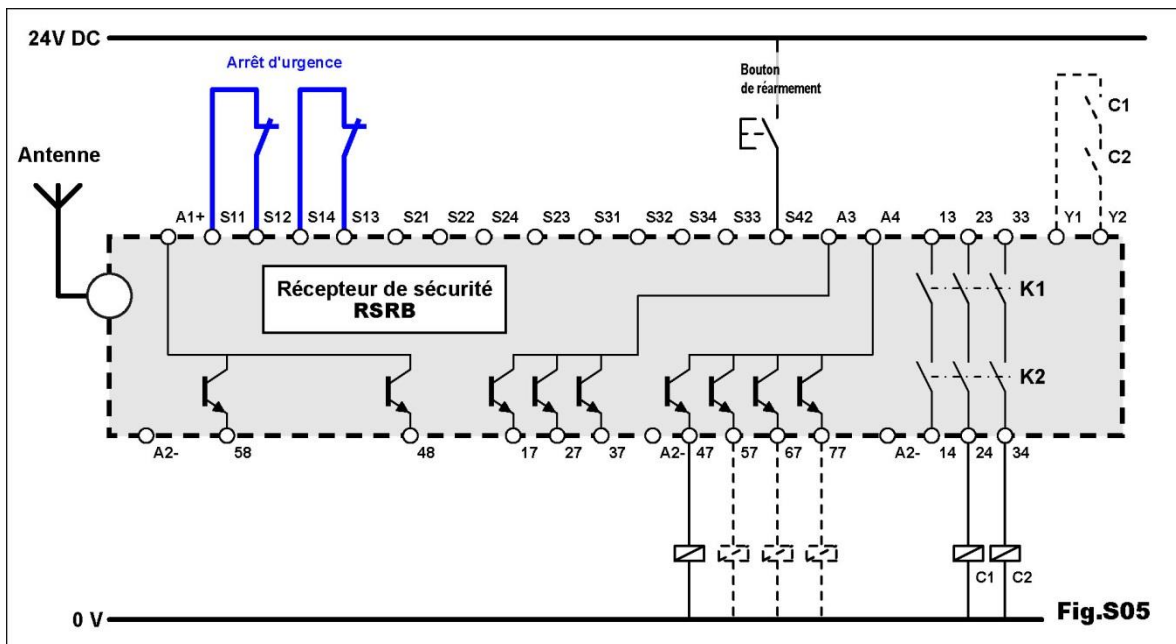 24V DC
Arrêt d'urgence
Bouton
de réarmement
C1
C2
Antenne
A1+ S11 S12 S14 S13 S21 S22 S24 S23 S31 S32 S34 S33 S42 A3 A4 13 23 33 Y1 Y2
Récepteur de sécurité
RSRB
K1
K2
A2- 58 48 17 27 37 A2- 47 57 67 77 A2- 14 24 34
C1 C2
0 V
Fig.S05